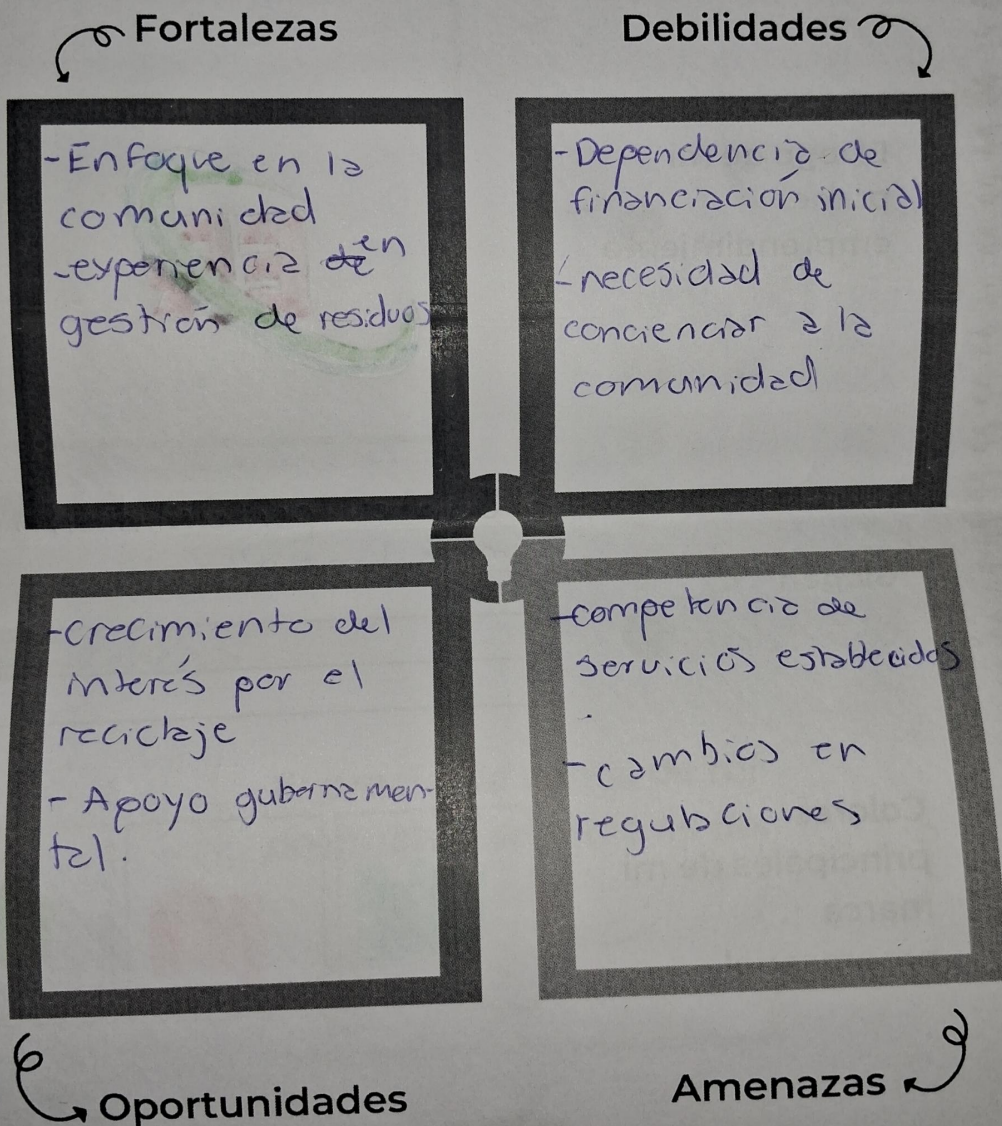 Fortalezas
- Enfoque en la
comunidad
- experiencia en
gestión de residuos
Debilidades
- Dependencia de
financiación inicial
- necesidad de
concienciar a la
comunidad
- crecimiento del
interés por el
reciclaje
- Apoyo gubernamen-
tal.
Oportunidades
- competencia de
servicios establecidos
.
- cambios en
regulaciones
Amenazas